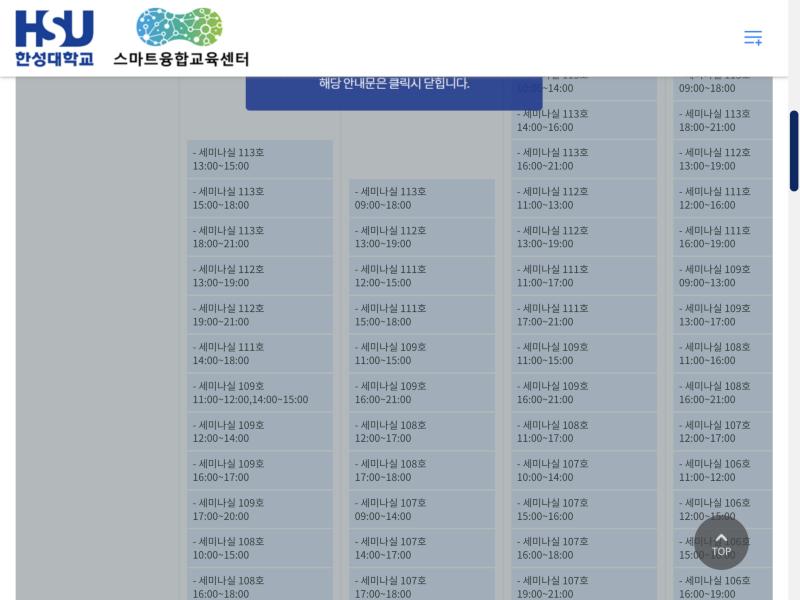 HSU
한성대학교
스마트융합교육센터
해당 안내문은 클릭시 닫힙니다.
- 세미나실 113호
13:00~15:00
- 세미나실 113호
15:00~18:00
- 세미나실 113호
18:00~21:00
- 세미나실 112호
13:00~19:00
- 세미나실 112호
19:00~21:00
- 세미나실 111호
14:00~18:00
- 세미나실 109호
11:00~12:00,14:00~15:00
- 세미나실 109호
12:00~14:00
- 세미나실 109호
16:00~17:00
- 세미나실 109호
17:00~20:00
- 세미나실 108호
10:00~15:00
- 세미나실 108호
16:00~18:00
- 세미나실 113호
09:00~18:00
- 세미나실 112호
13:00~19:00
- 세미나실 111호
12:00~15:00
- 세미나실 111호
15:00~18:00
- 세미나실 109호
11:00~15:00
- 세미나실 109호
16:00~21:00
- 세미나실 108호
12:00~17:00
- 세미나실 108호
17:00~18:00
- 세미나실 107호
09:00~14:00
- 세미나실 107호
14:00~17:00
- 세미나실 107호
17:00~18:00
~14:00
- 세미나실 113호
14:00~16:00
- 세미나실 113호
16:00~21:00
- 세미나실 112호
11:00~13:00
- 세미나실 112호
13:00~19:00
- 세미나실 111호
11:00~17:00
- 세미나실 111호
17:00~21:00
- 세미나실 109호
11:00~15:00
- 세미나실 109호
16:00~21:00
- 세미나실 108호
11:00~17:00
- 세미나실 107호
10:00~14:00
- 세미나실 107호
15:00~16:00
- 세미나실 107호
16:00~18:00
- 세미나실 107호
19:00~21:00
09:00~18:00
- 세미나실 113호
18:00~21:00
- 세미나실 112호
13:00~19:00
- 세미나실 111호
12:00~16:00
- 세미나실 111호
16:00~19:00
- 세미나실 109호
09:00~13:00
- 세미나실 109호
13:00~17:00
- 세미나실 108호
11:00~16:00
- 세미나실 108호
16:00~21:00
- 세미나실 107호
12:00~17:00
- 세미나실 106호
11:00~12:00
- 세미나실 106호
12:00~15:00
- 세미나실 106호
16:00~19:00
TOP